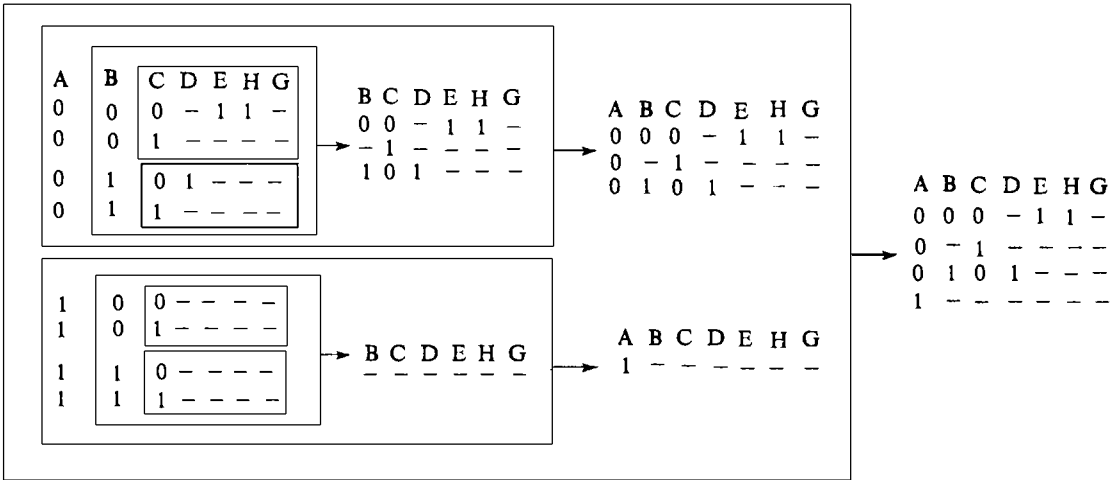 A B C D E H G
0 0 0 – 1 1 –
0 0 1 – – – –
0 1 0 1 – – –
0 1 1 – – – –
B C D E H G
0 0 – 1 1 –
– 1 – – – –
1 0 1 – – –
A B C D E H G
0 0 0 – 1 1 –
0 – 1 – – – –
0 1 0 1 – – –
1 0 0 – – – –
1 0 1 – – – –
1 1 0 – – – –
1 1 1 – – – –
B C D E H G
– – – – – –
A B C D E H G
1 – – – – – –
A B C D E H G
0 0 0 – 1 1 –
0 – 1 – – – –
0 1 0 1 – – –
1 – – – – – –